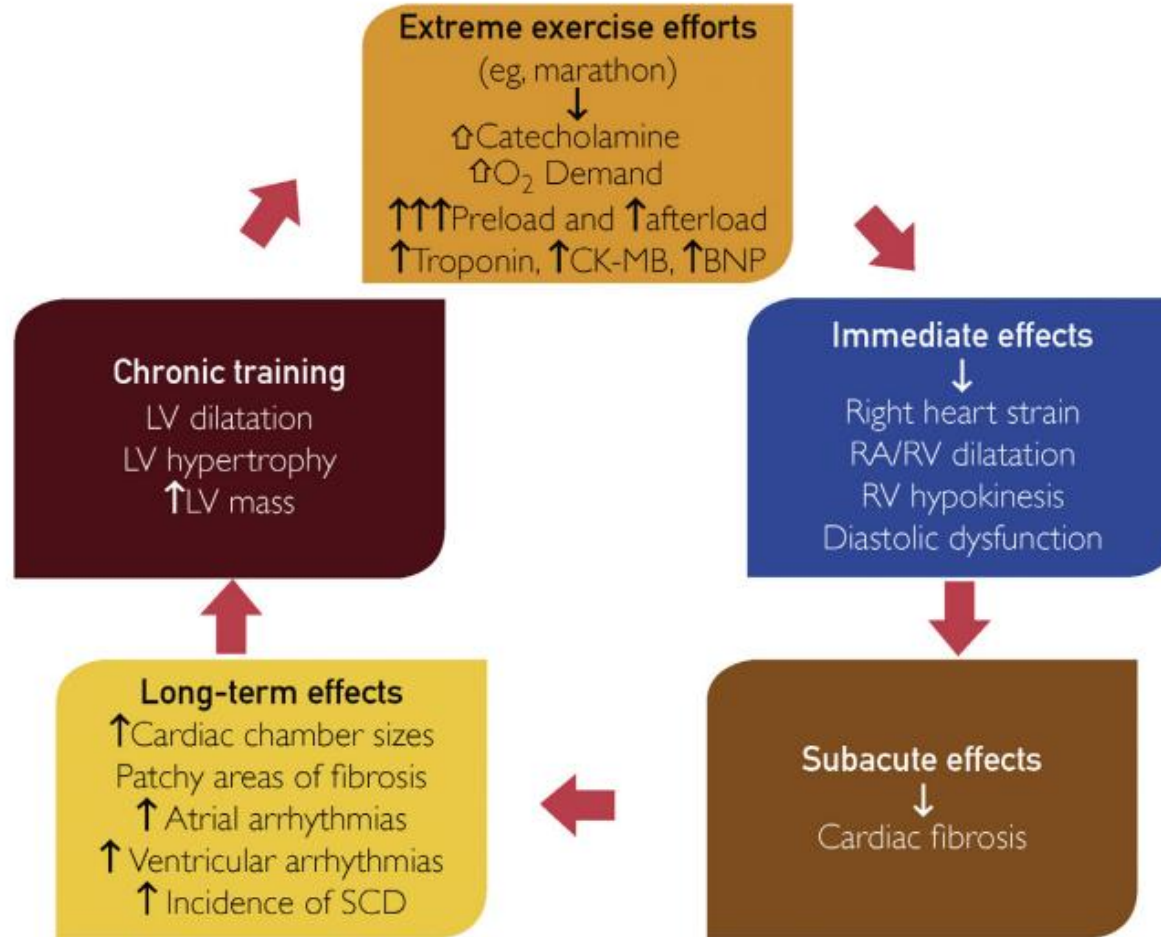 Extreme exercise efforts
(eg, marathon)
↓
⇧Catecholamine
⇧O₂ Demand
↑↑↑Preload and ↑afterload
↑Troponin, ↑CK-MB, ↑BNP
Immediate effects
↓
Right heart strain
RA/RV dilatation
RV hypokinesis
Diastolic dysfunction
Subacute effects
↓
Cardiac fibrosis
Long-term effects
↑Cardiac chamber sizes
Patchy areas of fibrosis
↑ Atrial arrhythmias
↑ Ventricular arrhythmias
↑ Incidence of SCD
Chronic training
LV dilatation
LV hypertrophy
↑LV mass